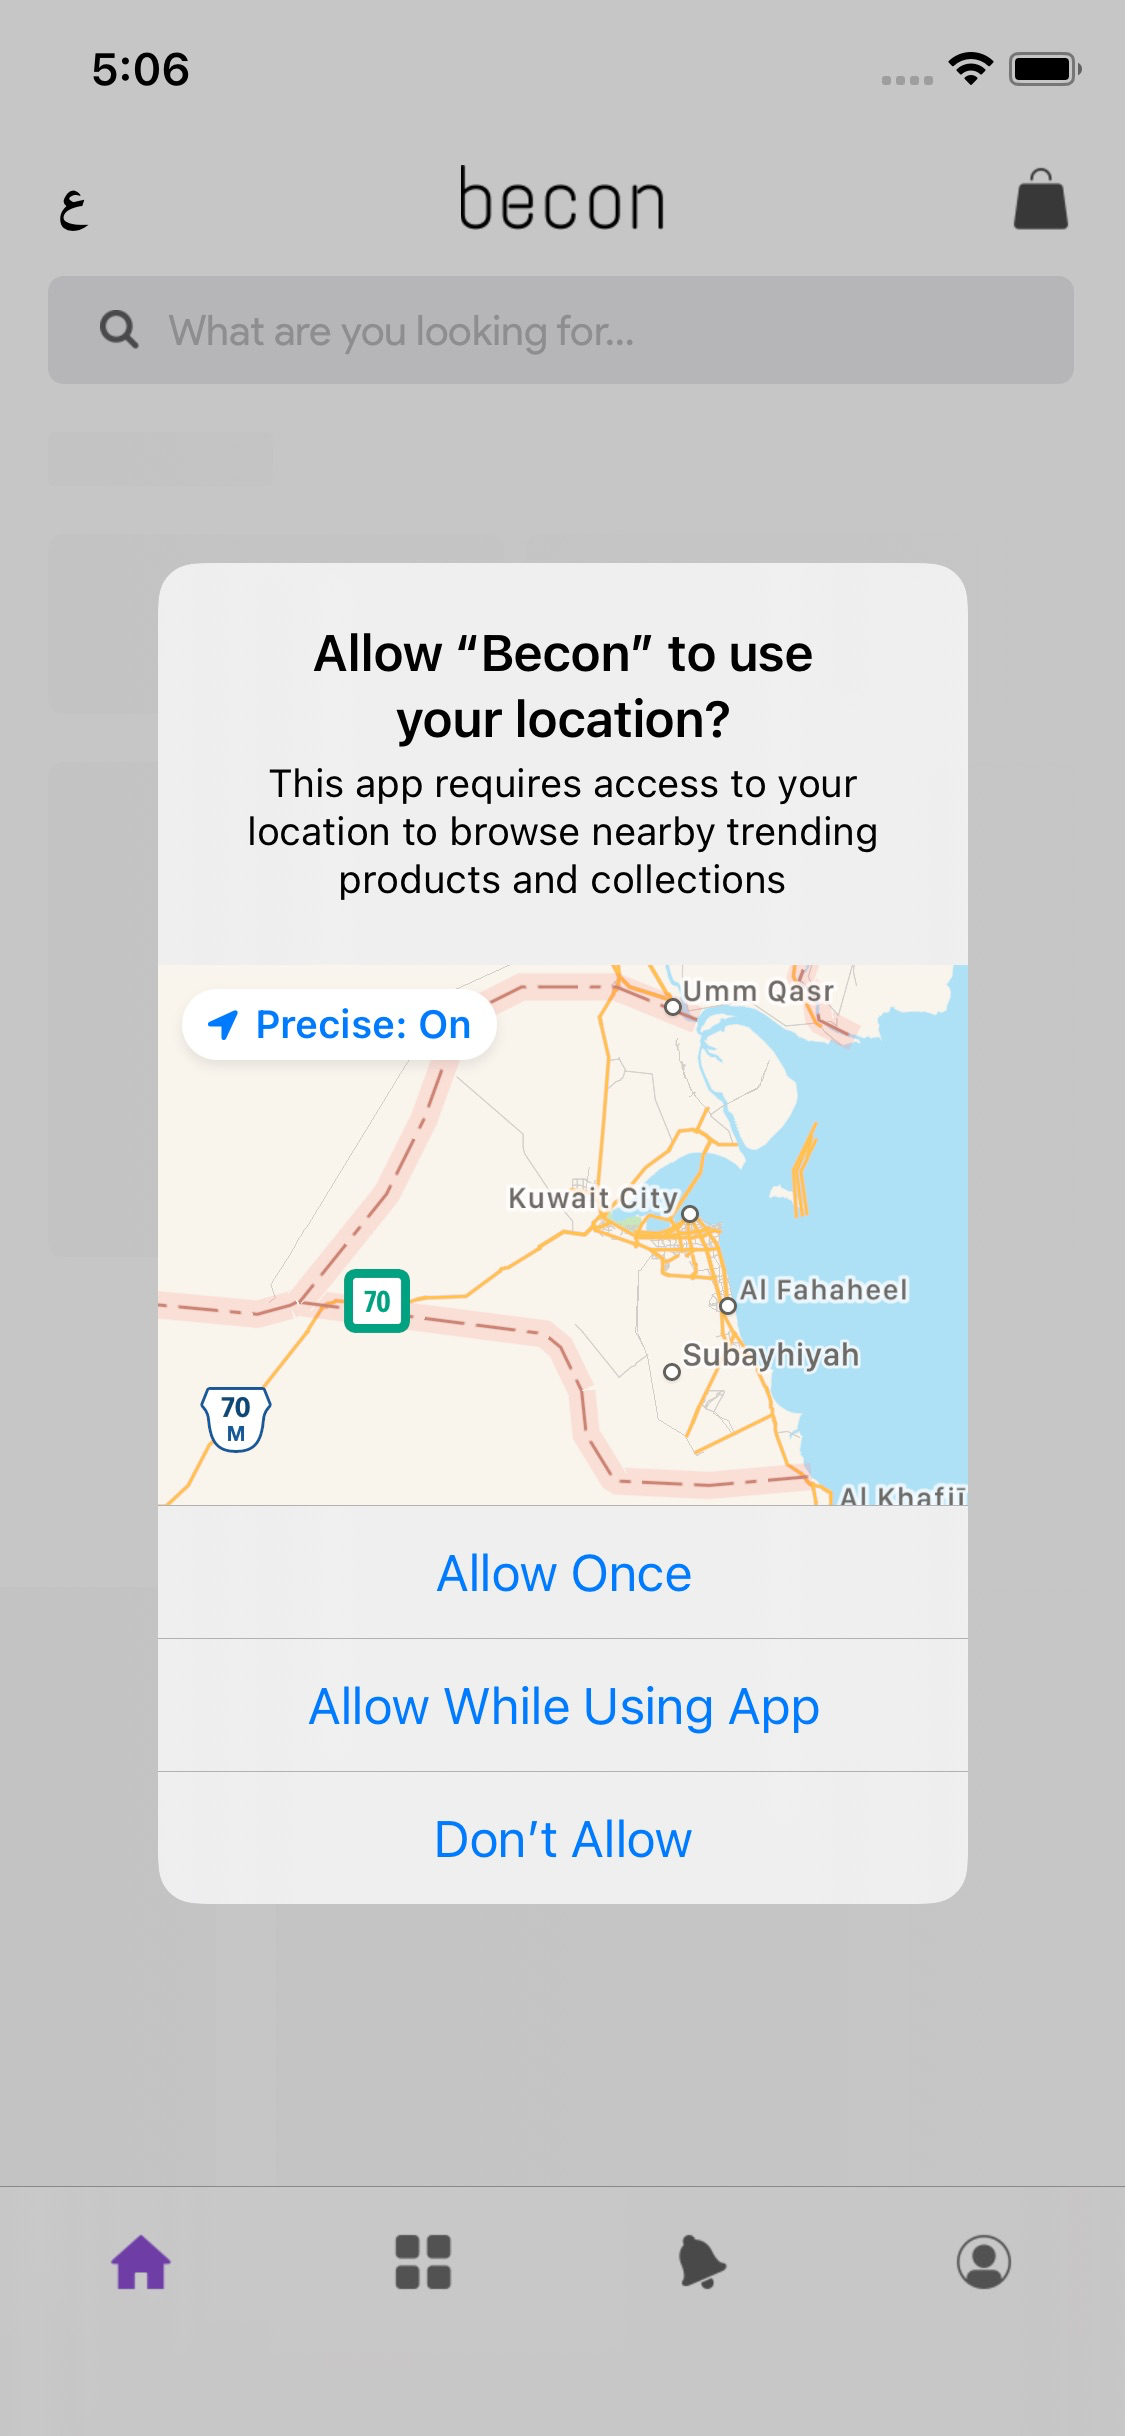 5:06
ع
becon
What are you looking for...
Allow “Becon” to use
your location?
This app requires access to your
location to browse nearby trending
products and collections
Precise: On
Umm Qasr
Kuwait City
Al Fahaheel
70
Subayhiyah
70
M
Al Khafjī
Allow Once
Allow While Using App
Don’t Allow